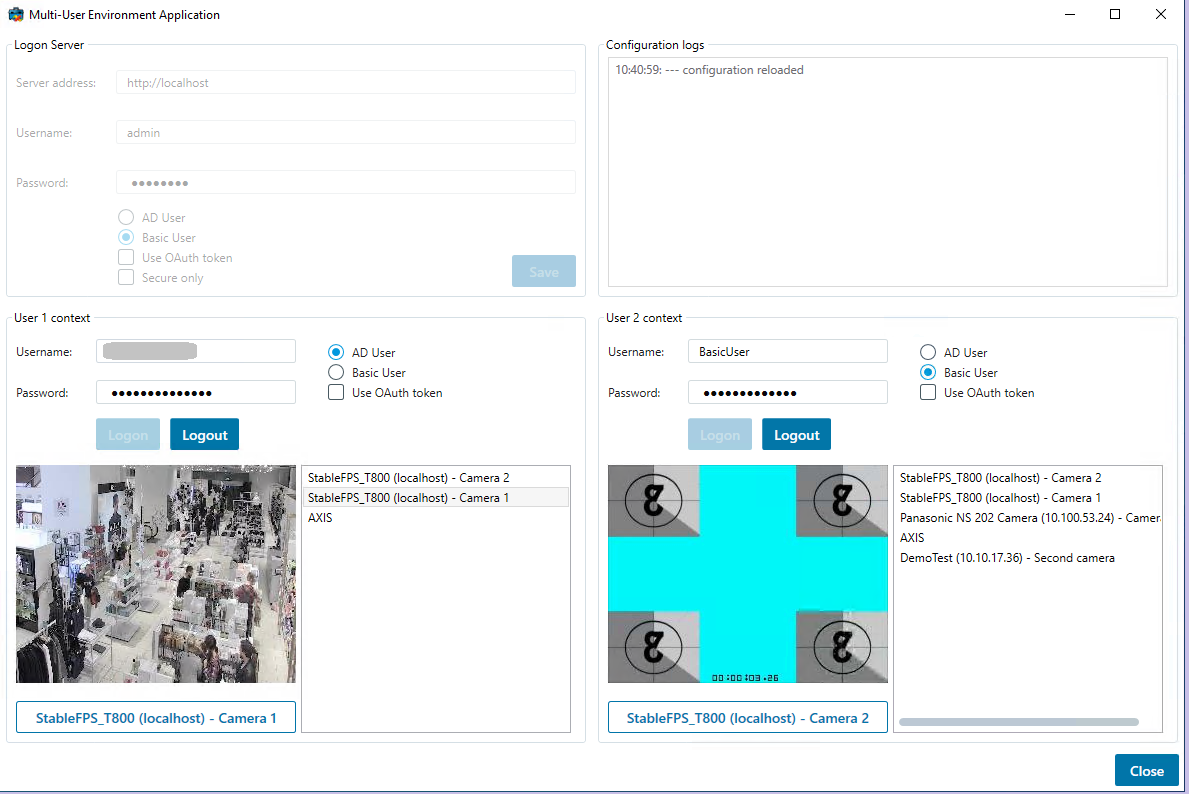 Multi-User Environment Application
Logon Server
Server address:
http://localhost
Username:
admin
Password:
●●●●●●●●
AD User
Basic User
Use OAuth token
Secure only
Save
Configuration logs
10:40:59: --- configuration reloaded
User 1 context
Username:
AD User
Basic User
Password:
●●●●●●●●●●●●●●
Use OAuth token
Logon
Logout
StableFPS_T800 (localhost) - Camera 2
StableFPS_T800 (localhost) - Camera 1
AXIS
StableFPS_T800 (localhost) - Camera 1
User 2 context
Username:
BasicUser
AD User
Basic User
Password:
●●●●●●●●●●●●●
Use OAuth token
Logon
Logout
8
8
8
8
00:00:03.26
StableFPS_T800 (localhost) - Camera 2
StableFPS_T800 (localhost) - Camera 1
Panasonic NS 202 Camera (10.100.53.24) - Camera
AXIS
DemoTest (10.10.17.36) - Second camera
StableFPS_T800 (localhost) - Camera 2
Close